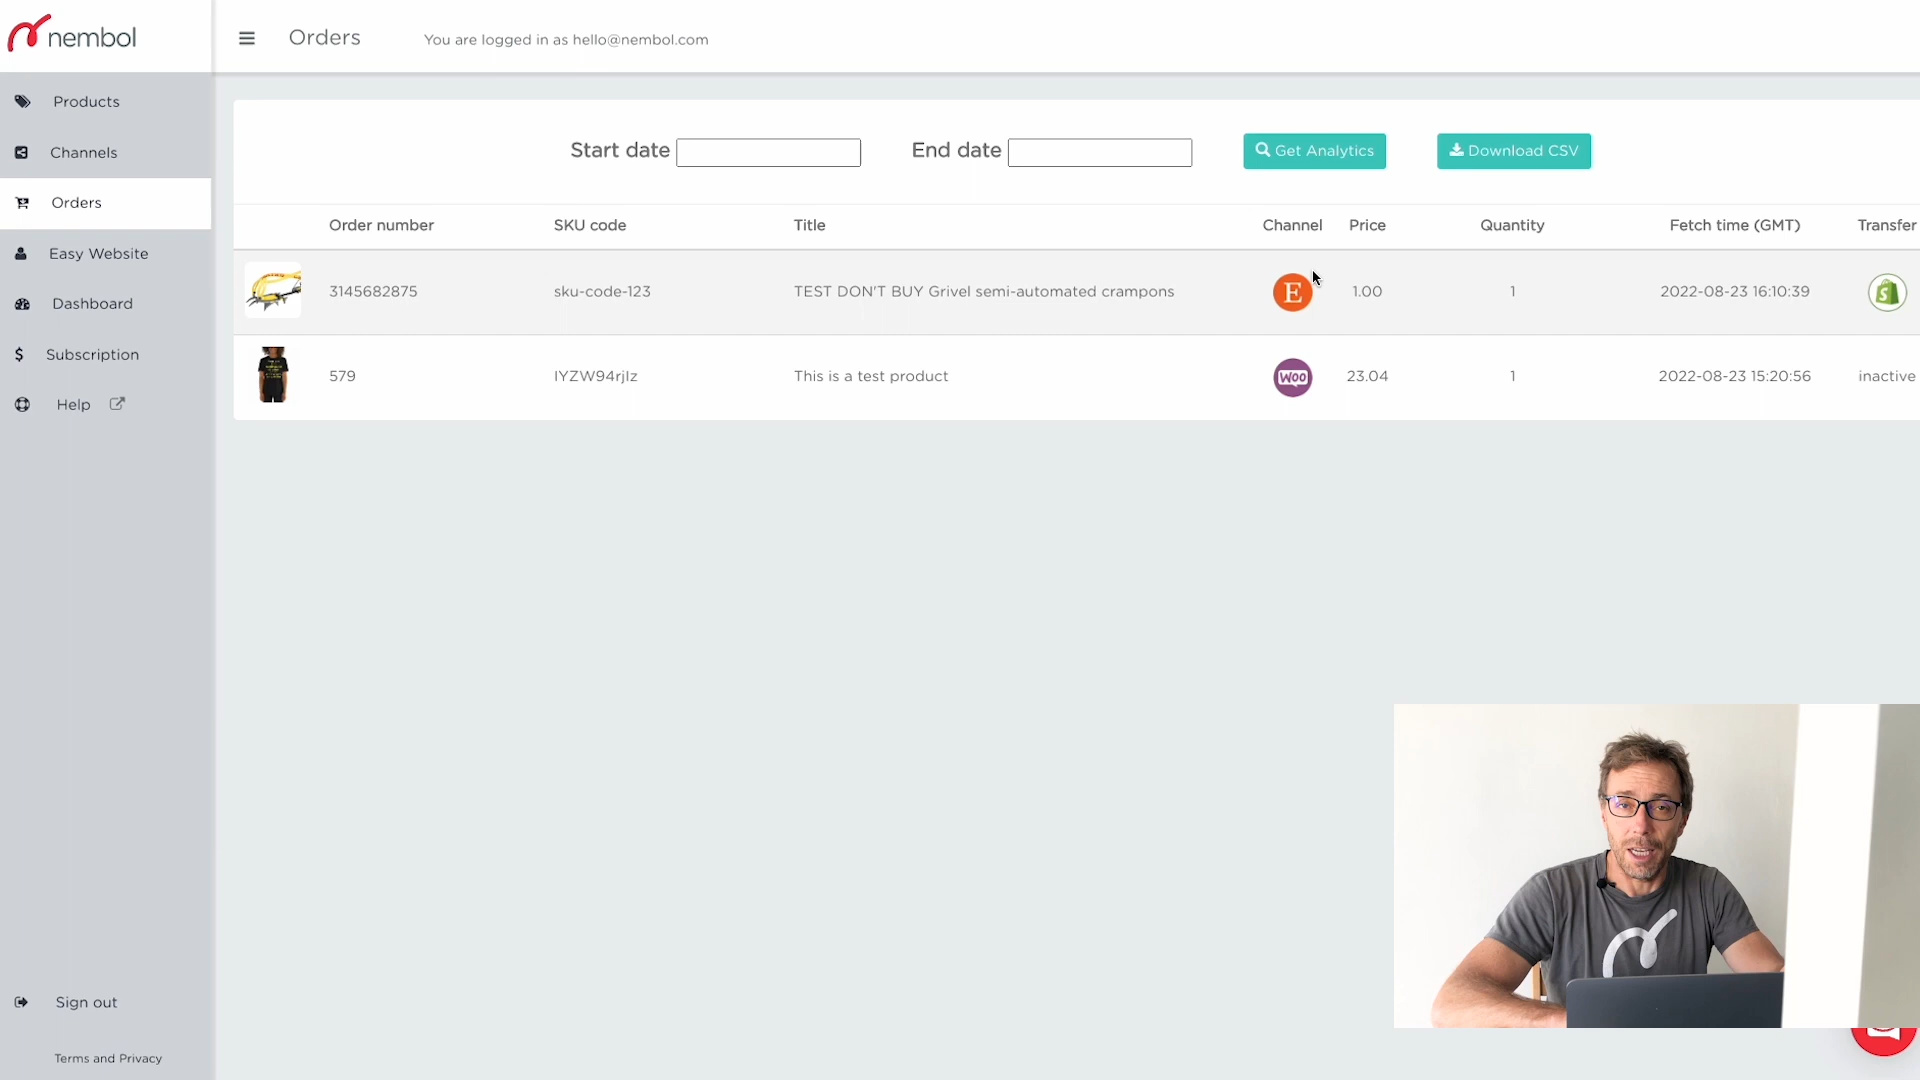 nembol
Orders
You are logged in as hello@nembol.com
Products
Channels
Orders
Easy Website
Dashboard
Subscription
Help
Sign out
Terms and Privacy
Start date
End date
Get Analytics
Download CSV
Order number SKU code Title Channel Price Quantity Fetch time (GMT) Transfer
3145682875 sku-code-123 TEST DON'T BUY Grivel semi-automated crampons E 1.00 1 2022-08-23 16:10:39 S
579 IYZW94rjlz This is a test product Woo 23.04 1 2022-08-23 15:20:56 inactive